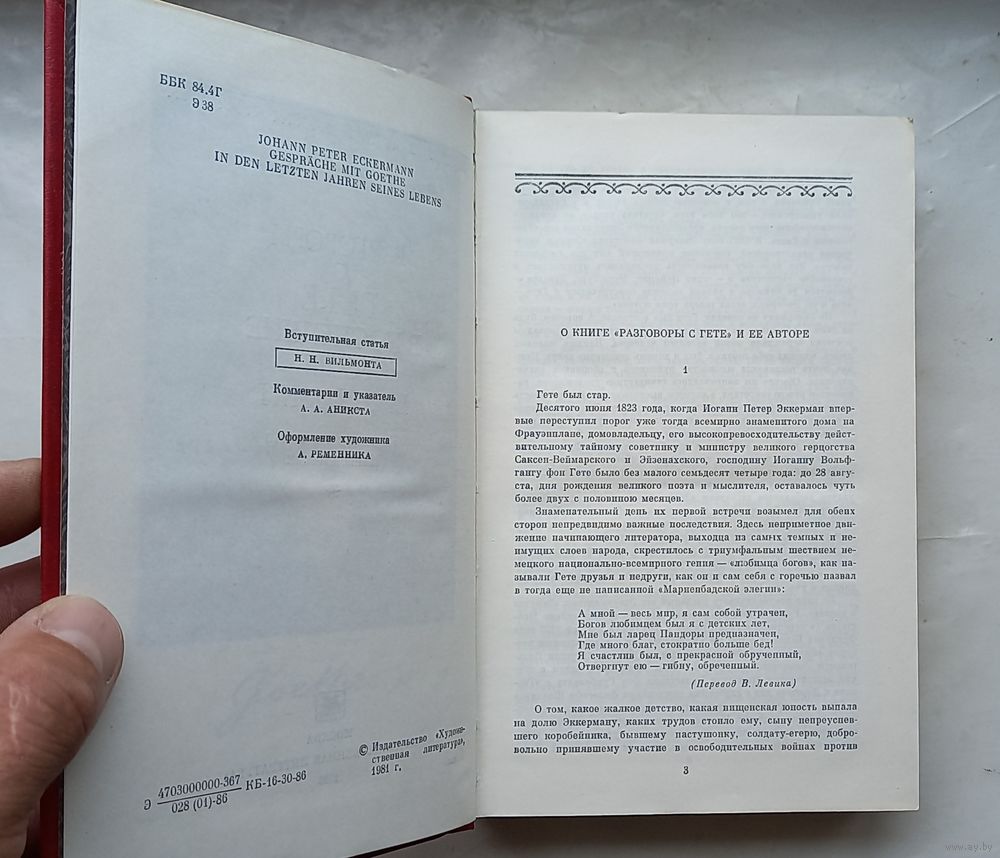 ББК 84.4Г
Э 38
JOHANN PETER ECKERMANN
GESPRÄCHE MIT GOETHE
IN DEN LETZTEN JAHREN SEINES LEBENS
Вступительная статья
Н. Н. ВИЛЬМОНТА
Комментарии и указатель
А. А. АНИКСТА
Оформление художника
А. РЕМЕННИКА
Э 4703000000-367
028 (01)-86
КБ-16-30-86
© Издательство «Художе-
ственная литература»,
1981 г.
О КНИГЕ «РАЗГОВОРЫ С ГЕТЕ» И ЕЕ АВТОРЕ
1
Гете был стар.
Десятого июня 1823 года, когда Иоганн Петер Эккерман впер-
вые переступил порог уже тогда всемирно знаменитого дома на
Фрауэнплане, домовладельцу, его высокопревосходительству дейст-
вительному тайному советнику и министру великого герцогства
Саксен-Веймарского и Эйзенахского, господину Иоганну Вольф-
гангу фон Гете было без малого семьдесят четыре года: до 28 авгу-
ста, дня рождения великого поэта и мыслителя, оставалось чуть
более двух с половиною месяцев.
Знаменательный день их первой встречи возымел для обеих
сторон непредвидимо важные последствия. Здесь неприметное дви-
жение начинающего литератора, выходца из самых темных и не-
имущих слоев народа, скрестилось с триумфальным шествием не-
мецкого национально-всемирного гения — «любимца богов», как на-
зывали Гете друзья и недруги, как он и сам себя с горечью назвал
в тогда еще не написанной «Мариенбадской элегии»:
А мной — весь мир, я сам собой утрачен,
Богов любимцем был я с детских лет,
Мне был ларец Пандоры предназначен,
Где много благ, стократно больше бед!
Я счастлив был, с прекрасной обрученный,
Отвергнут ею — гибну, обреченный.
(Перевод В. Левика)
О том, какое жалкое детство, какая нищенская юность выпала
на долю Эккерману, каких трудов стоило ему, сыну непреуспев-
шего коробейника, бывшему пастушонку, солдату-егерю, добро-
вольно принявшему участие в освободительных войнах против
3
www.ay.by